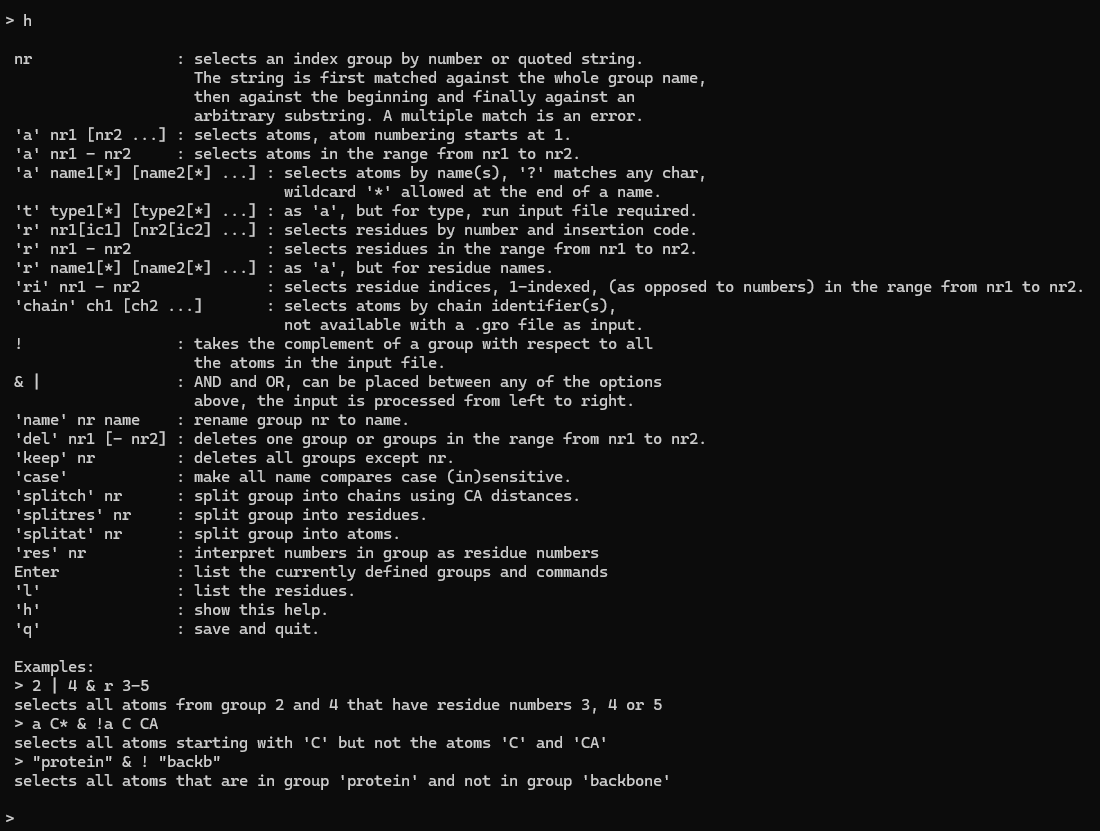 > h

 nr                : selects an index group by number or quoted string.
                     The string is first matched against the whole group name,
                     then against the beginning and finally against an
                     arbitrary substring. A multiple match is an error.
 'a' nr1 [nr2 ...] : selects atoms, atom numbering starts at 1.
 'a' nr1 - nr2     : selects atoms in the range from nr1 to nr2.
 'a' name1[*] [name2[*] ...] : selects atoms by name(s), '?' matches any char,
                               wildcard '*' allowed at the end of a name.
 't' type1[*] [type2[*] ...] : as 'a', but for type, run input file required.
 'r' nr1[ic1] [nr2[ic2] ...] : selects residues by number and insertion code.
 'r' nr1 - nr2               : selects residues in the range from nr1 to nr2.
 'r' name1[*] [name2[*] ...] : as 'a', but for residue names.
 'ri' nr1 - nr2              : selects residue indices, 1-indexed, (as opposed to numbers) in the range from nr1 to nr2.
 'chain' ch1 [ch2 ...]       : selects atoms by chain identifier(s),
                               not available with a .gro file as input.
 !                 : takes the complement of a group with respect to all
                     the atoms in the input file.
 & |               : AND and OR, can be placed between any of the options
                     above, the input is processed from left to right.
 'name' nr name    : rename group nr to name.
 'del' nr1 [- nr2] : deletes one group or groups in the range from nr1 to nr2.
 'keep' nr         : deletes all groups except nr.
 'case'            : make all name compares case (in)sensitive.
 'splitch' nr      : split group into chains using CA distances.
 'splitres' nr     : split group into residues.
 'splitat' nr      : split group into atoms.
 'res' nr          : interpret numbers in group as residue numbers
 Enter             : list the currently defined groups and commands
 'l'               : list the residues.
 'h'               : show this help.
 'q'               : save and quit.

 Examples:
 > 2 | 4 & r 3-5
 selects all atoms from group 2 and 4 that have residue numbers 3, 4 or 5
 > a C* & !a C CA
 selects all atoms starting with 'C' but not the atoms 'C' and 'CA'
 > "protein" & ! "backb"
 selects all atoms that are in group 'protein' and not in group 'backbone'

>